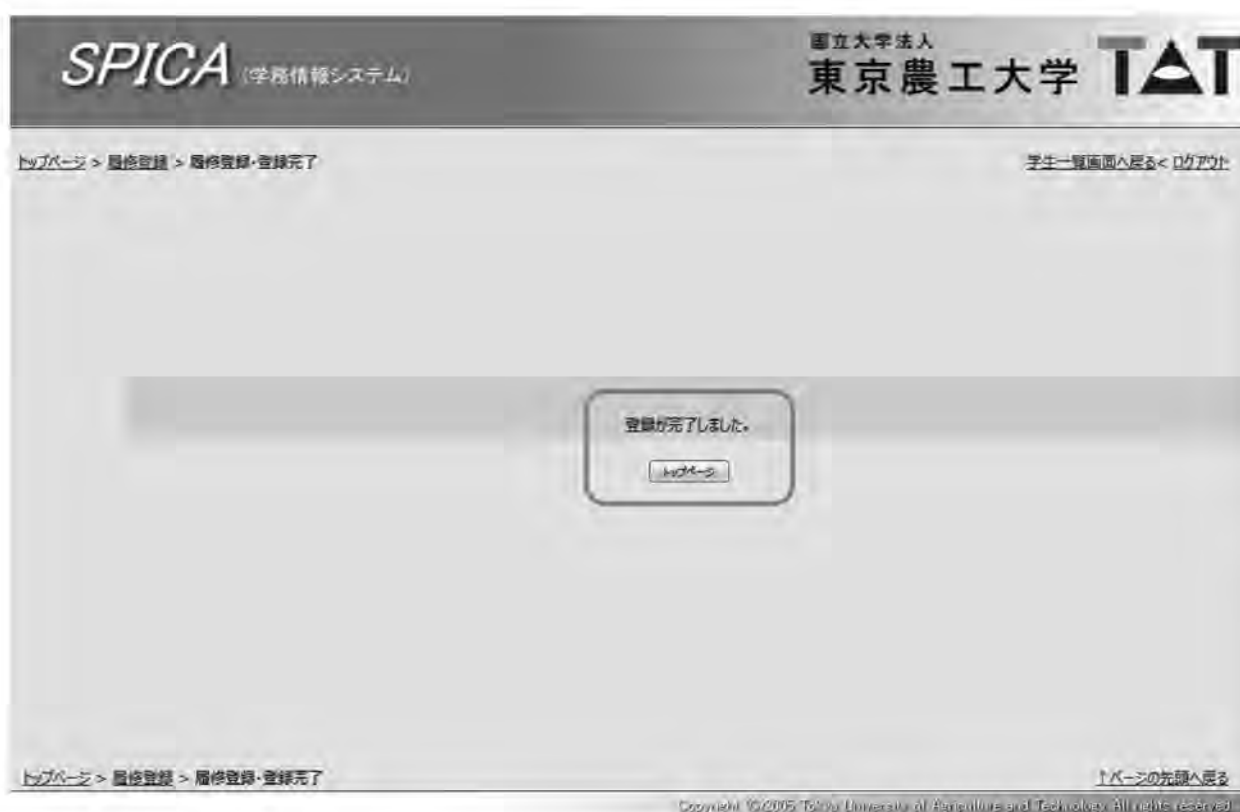 SPICA (学務情報システム)
国立大学法人
東京農工大学 TAT
トップページ > 履修登録 > 履修登録・登録完了
学生一覧画面へ戻る< ログアウト
登録が完了しました。
トップページ
トップページ > 履修登録 > 履修登録・登録完了
↑ページの先頭へ戻る
Copyright (C)2005 Tokyo University of Agriculture and Technology. All rights reserved.